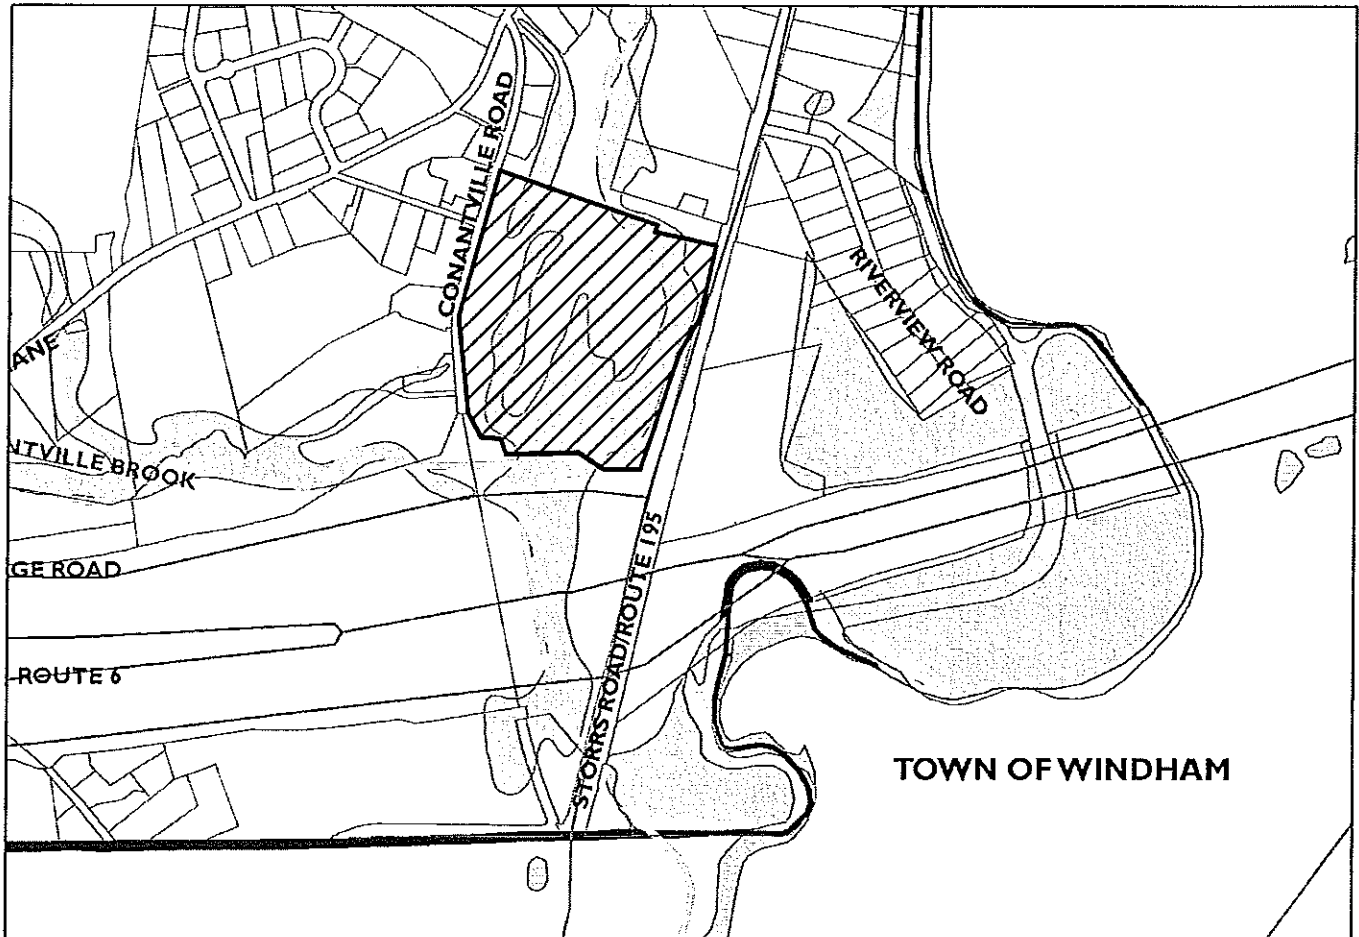 CONANTVILLE ROAD
RIVERVIEW ROAD
ANE
NTVILLE BROOK
GE ROAD
STORRS ROAD/ROUTE 195
ROUTE 6
TOWN OF WINDHAM